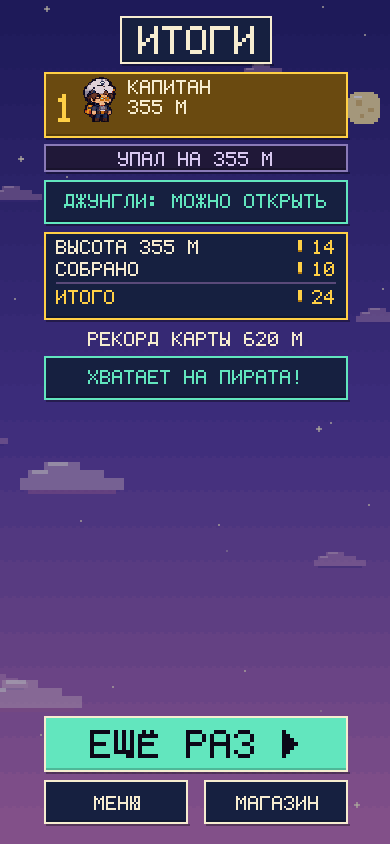 ИТОГИ
1
КАПИТАН
355 М
УПАЛ НА 355 М
ДЖУНГЛИ: МОЖНО ОТКРЫТЬ
ВЫСОТА 355 М 14
СОБРАНО 10
ИТОГО 24
РЕКОРД КАРТЫ 620 М
ХВАТАЕТ НА ПИРАТА!
ЕЩЁ РАЗ
МЕНЮ МАГАЗИН